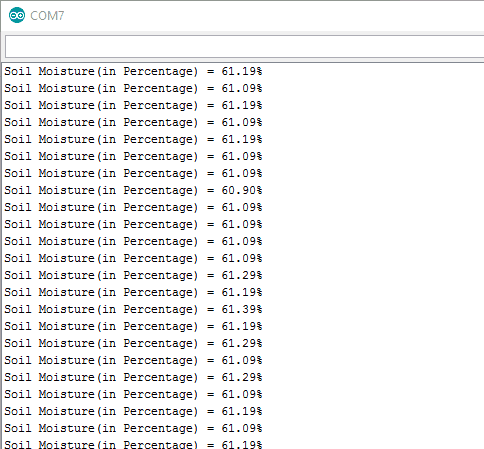 COM7
Soil Moisture(in Percentage) = 61.19%
Soil Moisture(in Percentage) = 61.09%
Soil Moisture(in Percentage) = 61.19%
Soil Moisture(in Percentage) = 61.09%
Soil Moisture(in Percentage) = 61.19%
Soil Moisture(in Percentage) = 61.09%
Soil Moisture(in Percentage) = 61.09%
Soil Moisture(in Percentage) = 60.90%
Soil Moisture(in Percentage) = 61.09%
Soil Moisture(in Percentage) = 61.09%
Soil Moisture(in Percentage) = 61.09%
Soil Moisture(in Percentage) = 61.09%
Soil Moisture(in Percentage) = 61.29%
Soil Moisture(in Percentage) = 61.19%
Soil Moisture(in Percentage) = 61.39%
Soil Moisture(in Percentage) = 61.19%
Soil Moisture(in Percentage) = 61.29%
Soil Moisture(in Percentage) = 61.09%
Soil Moisture(in Percentage) = 61.29%
Soil Moisture(in Percentage) = 61.09%
Soil Moisture(in Percentage) = 61.19%
Soil Moisture(in Percentage) = 61.09%
Soil Moisture(in Percentage) = 61.19%